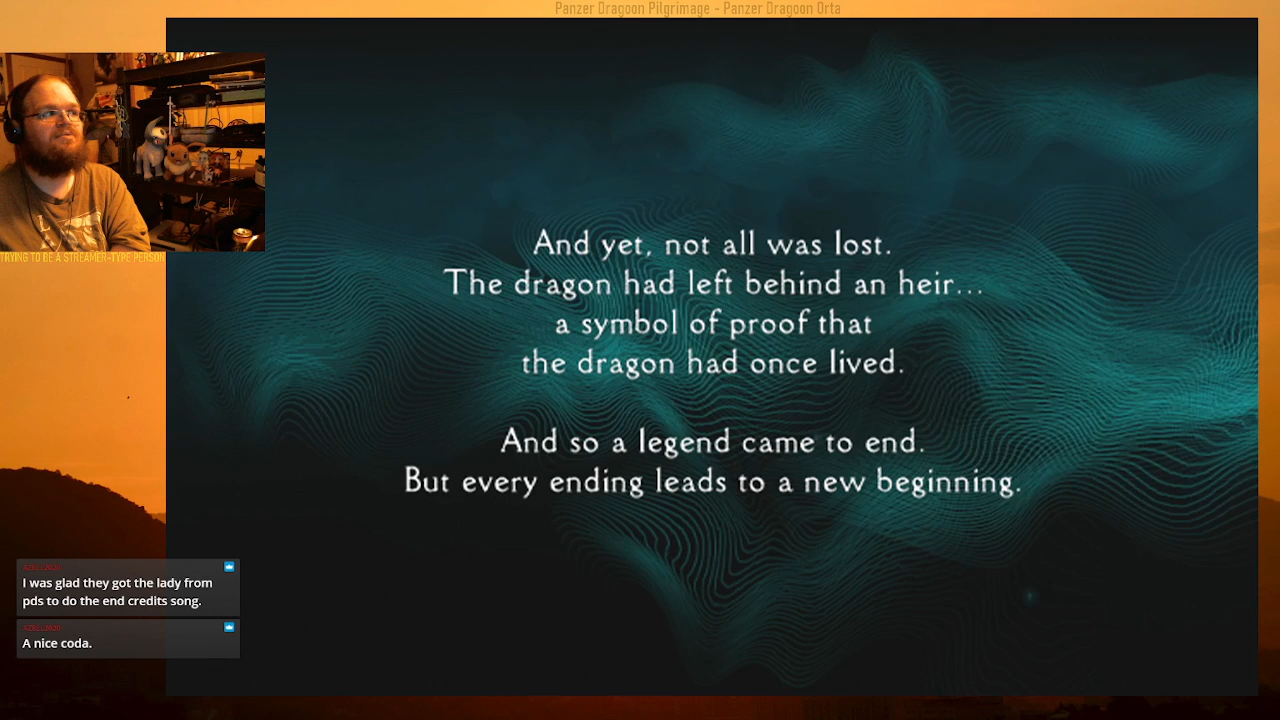 Panzer Dragoon Pilgrimage - Panzer Dragoon Orta
And yet, not all was lost.
The dragon had left behind an heir...
a symbol of proof that
the dragon had once lived.
And so a legend came to end.
But every ending leads to a new beginning.
TRYING TO BE A STREAMER-TYPE PERSON
I was glad they got the lady from
pds to do the end credits song.
A nice coda.